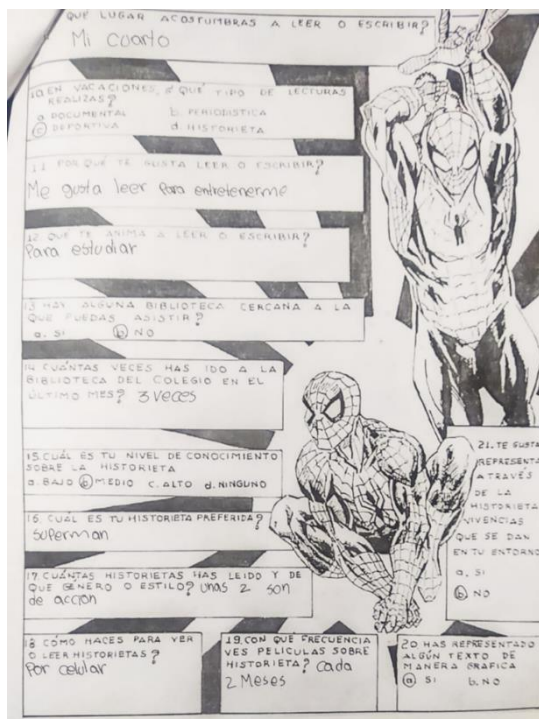 QUÉ LUGAR ACOSTUMBRAS A LEER O ESCRIBIR?
Mi cuarto
10 EN VACACIONES, QUÉ TIPO DE LECTURAS
REALIZAS?
a DOCUMENTAL b. PERIODISTICA
c DEPORTIVA d. HISTORIETA
11 POR QUÉ TE GUSTA LEER O ESCRIBIR?
Me gusta leer Para entretenerme
12. QUÉ TE ANIMA A LEER O ESCRIBIR?
Para estudiar
13 HAY ALGUNA BIBLIOTECA CERCANA A LA
QUE PUEDAS ASISTIR?
a. SI b NO
14 CUÁNTAS VECES HAS IDO A LA
BIBLIOTECA DEL COLEGIO EN EL
ÚLTIMO MES? 3 veces
15. CUÁL ES TU NIVEL DE CONOCIMIENTO
SOBRE LA HISTORIETA
a. BAJO b MEDIO C. ALTO d. NINGUNO
16. CUÁL ES TU HISTORIETA PREFERIDA?
Superman
17 CUÁNTAS HISTORIETAS HAS LEIDO Y DE
QUE GÉNERO O ESTILO? unas 2 son
de acción
18 CÓMO HACES PARA VER
O LEER HISTORIETAS?
Por celular
19. CON QUÉ FRECUENCIA
VES PELICULAS SOBRE
HISTORIETA? Cada
2 Meses
20 HAS REPRESENTADO
ALGÚN TEXTO DE
MANERA GRAFICA
a SI b. NO
21. TE GUSTA
REPRESENTA
A TRAVÉS
DE LA
HISTORIETA
VIVENCIAS
QUE SE DAN
EN TU ENTORNO
a. SI
b NO